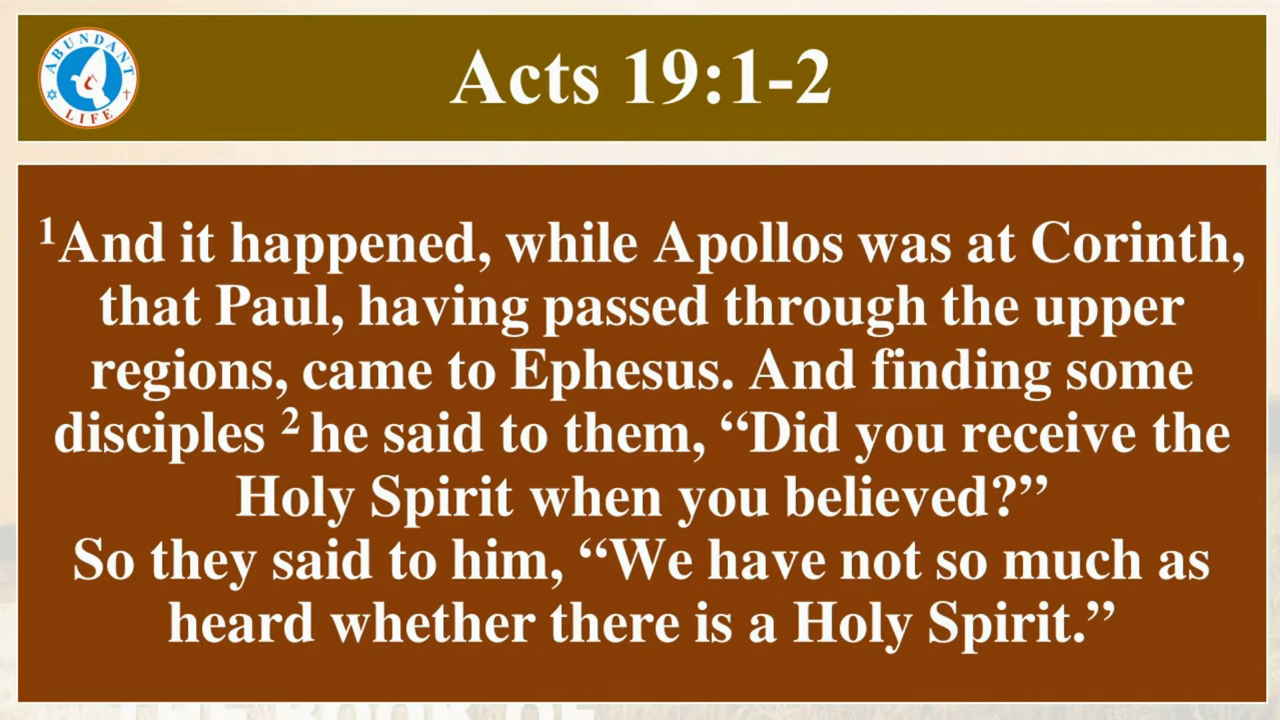 ABUNDANT
LIFE
Acts 19:1-2
¹And it happened, while Apollos was at Corinth,
that Paul, having passed through the upper
regions, came to Ephesus. And finding some
disciples ² he said to them, “Did you receive the
Holy Spirit when you believed?”
So they said to him, “We have not so much as
heard whether there is a Holy Spirit.”
THE BOOK OF